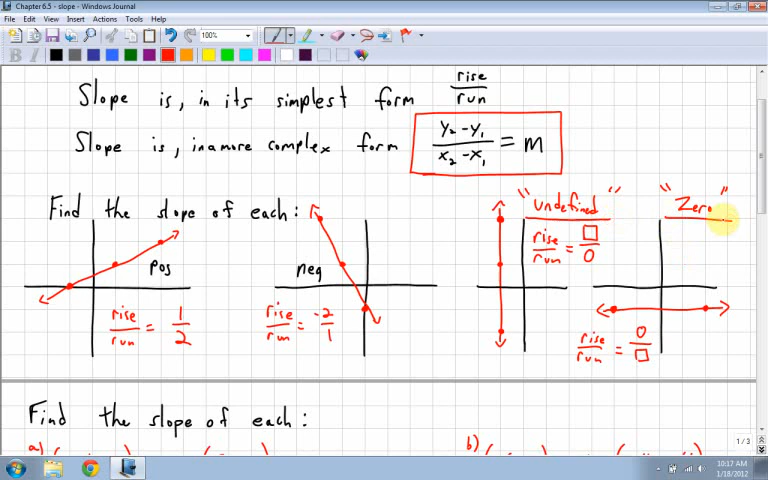 Chapter 6.5 - slope - Windows Journal
File Edit View Insert Actions Tools Help
100%
B I
Slope is, in its simplest form rise/run
Slope is, in a more complex form (y₂-y₁)/(x₂-x₁) = m
Find the slope of each:
"undefined"
"Zero"
pos
neg
rise/run = 1/2
rise/run = -2/1
rise/run = □/0
rise/run = 0/□
Find the slope of each:
1 / 3
a)
b)
10:17 AM
1/18/2012